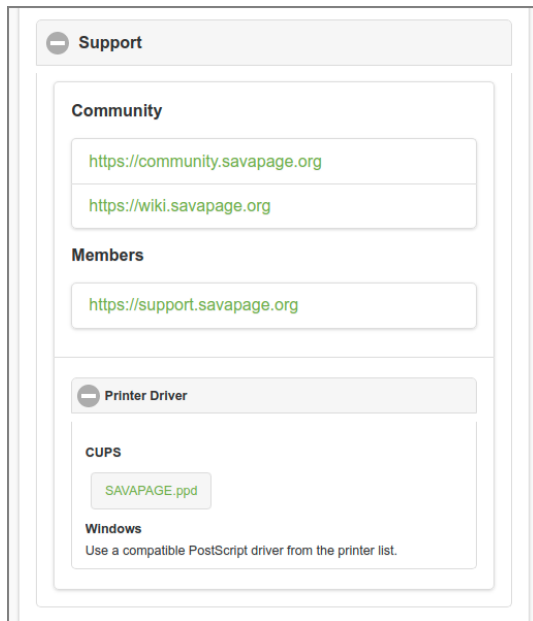 Support
Community
https://community.savapage.org
https://wiki.savapage.org
Members
https://support.savapage.org
Printer Driver
CUPS
SAVAPAGE.ppd
Windows
Use a compatible PostScript driver from the printer list.